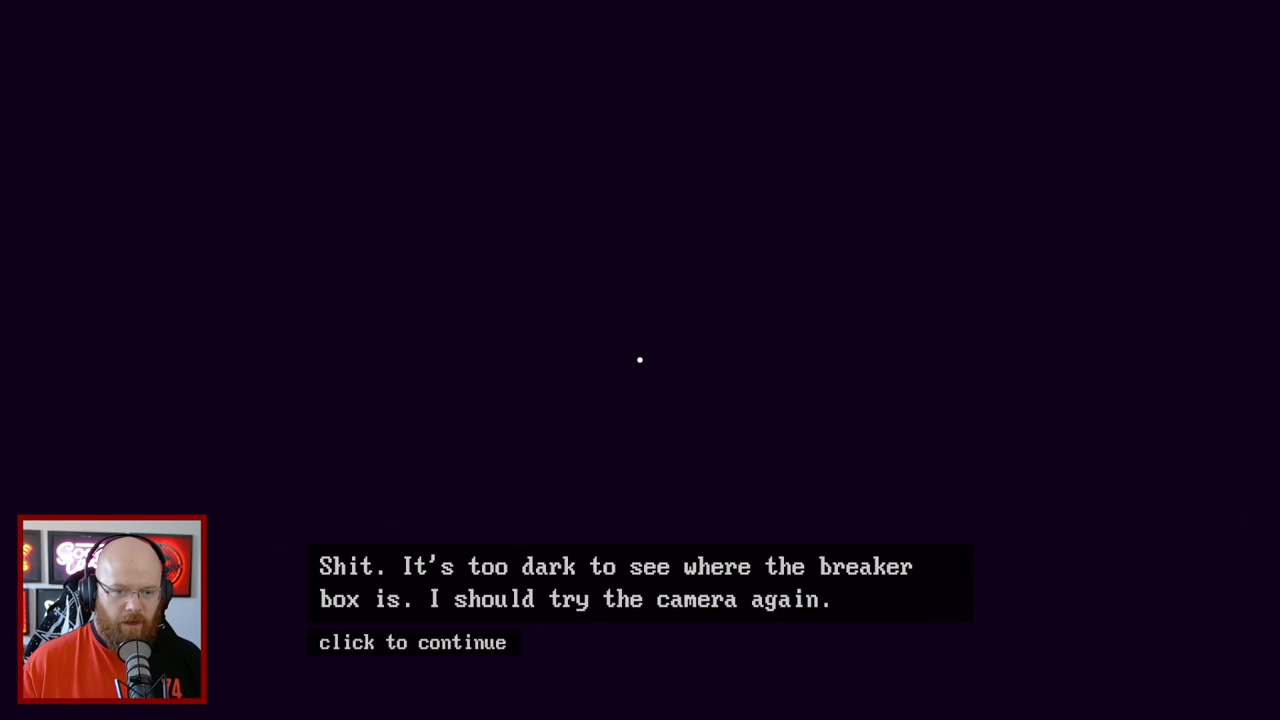 Shit. It's too dark to see where the breaker
box is. I should try the camera again.
click to continue
74